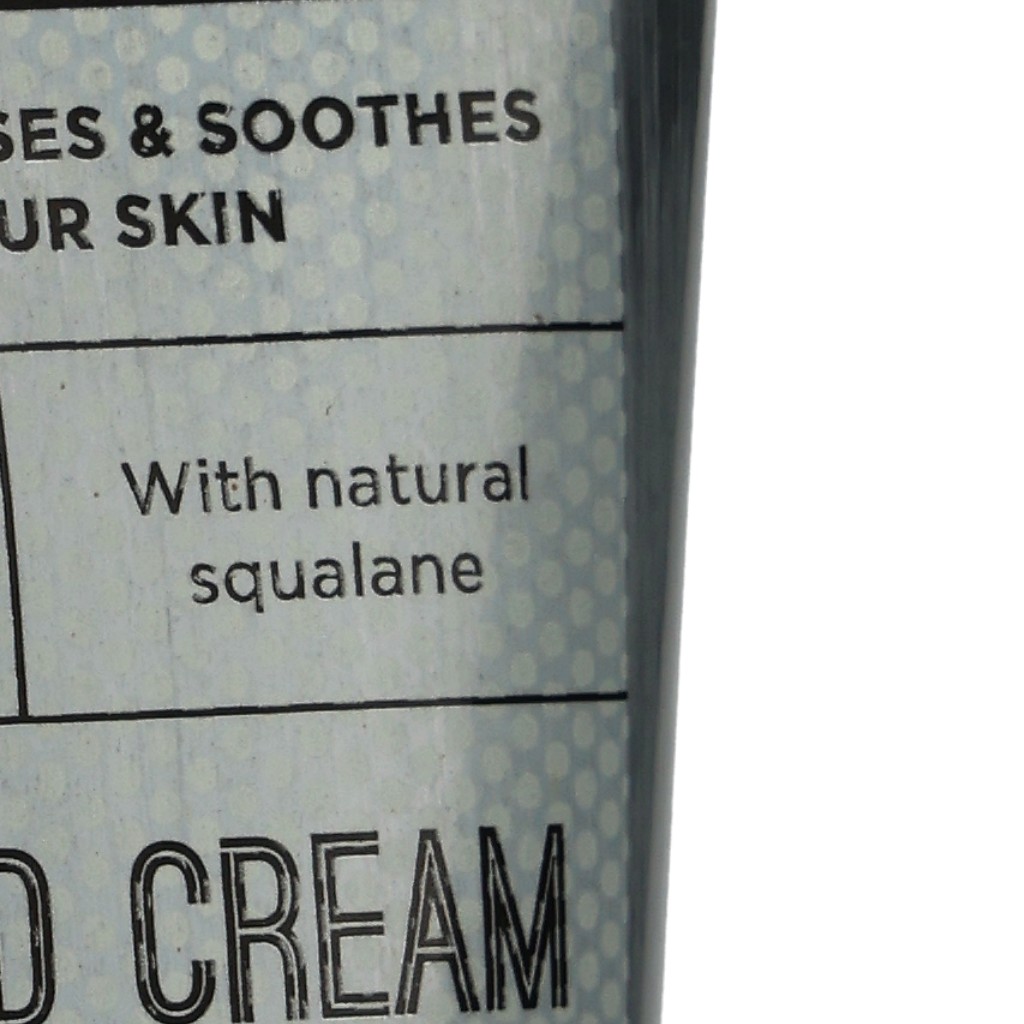 SES & SOOTHES
UR SKIN
With natural
squalane
D CREAM